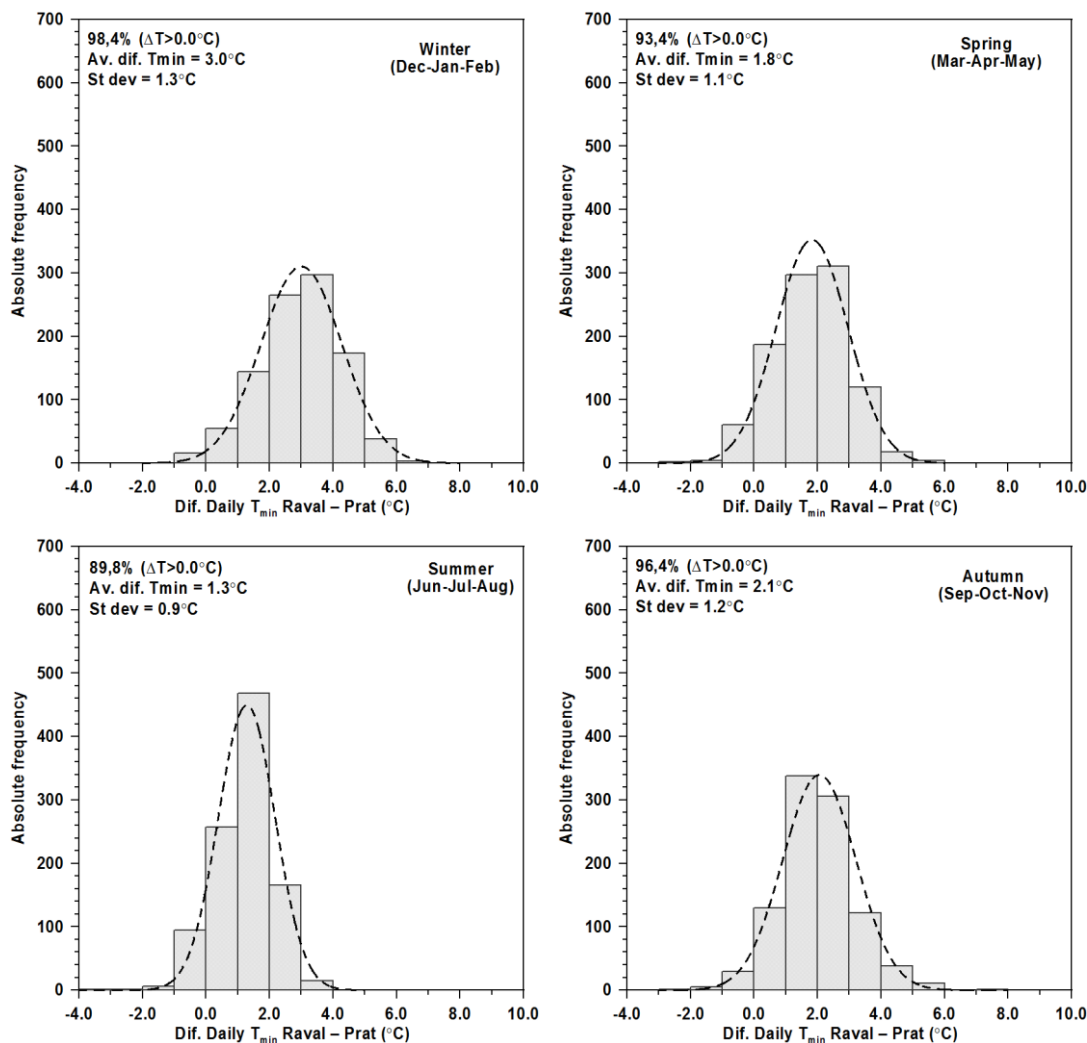 98,4% (ΔT>0.0°C)
Av. dif. Tmin = 3.0°C
St dev = 1.3°C
Winter
(Dec-Jan-Feb)
Absolute frequency
700
600
500
400
300
200
100
0
-4.0 -2.0 0.0 2.0 4.0 6.0 8.0 10.0
Dif. Daily Tmin Raval – Prat (°C)
93,4% (ΔT>0.0°C)
Av. dif. Tmin = 1.8°C
St dev = 1.1°C
Spring
(Mar-Apr-May)
Absolute frequency
700
600
500
400
300
200
100
0
-4.0 -2.0 0.0 2.0 4.0 6.0 8.0 10.0
Dif. Daily Tmin Raval – Prat (°C)
89,8% (ΔT>0.0°C)
Av. dif. Tmin = 1.3°C
St dev = 0.9°C
Summer
(Jun-Jul-Aug)
Absolute frequency
700
600
500
400
300
200
100
0
-4.0 -2.0 0.0 2.0 4.0 6.0 8.0 10.0
Dif. Daily Tmin Raval – Prat (°C)
96,4% (ΔT>0.0°C)
Av. dif. Tmin = 2.1°C
St dev = 1.2°C
Autumn
(Sep-Oct-Nov)
Absolute frequency
700
600
500
400
300
200
100
0
-4.0 -2.0 0.0 2.0 4.0 6.0 8.0 10.0
Dif. Daily Tmin Raval – Prat (°C)